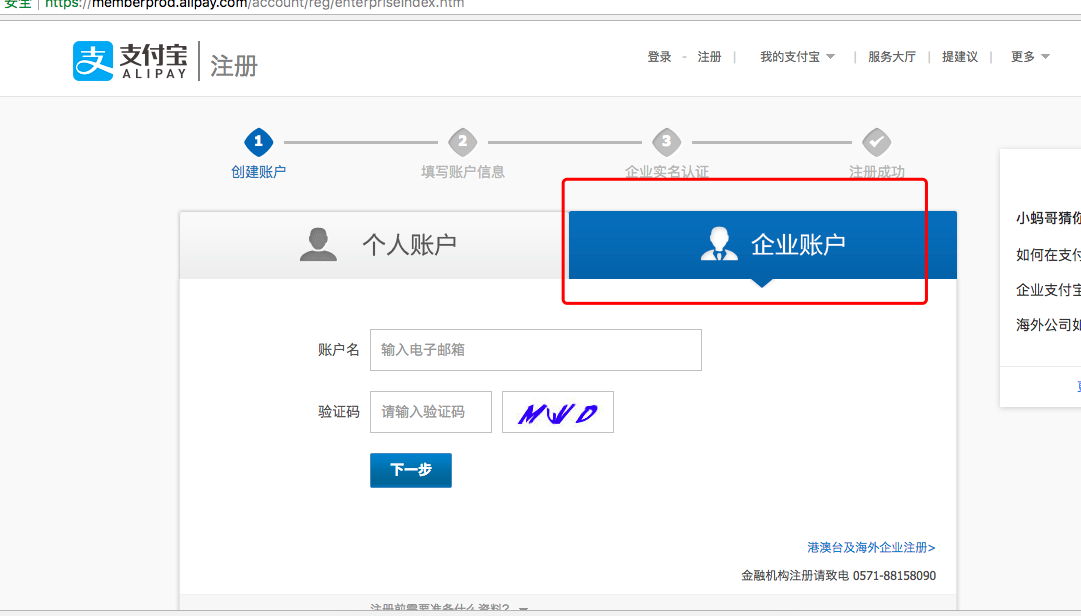 安全 | https://memberprod.alipay.com/account/reg/enterpriseIndex.htm
支 支付宝 ALIPAY | 注册
登录 - 注册 | 我的支付宝 | 服务大厅 | 提建议 | 更多
1 2 3
创建账户 填写账户信息 企业实名认证 注册成功
个人账户 企业账户
小蚂哥猜你
如何在支付
企业支付宝
海外公司如
账户名 输入电子邮箱
验证码 请输入验证码 MWD
下一步
港澳台及海外企业注册>
金融机构注册请致电 0571-88158090
注册前需要准备什么资料?